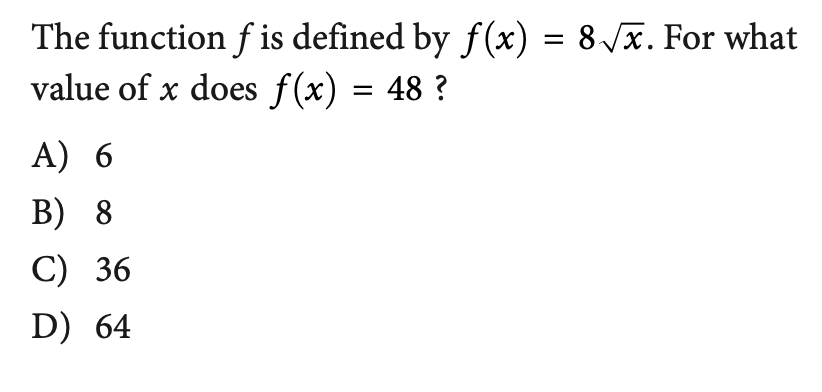 The function f is defined by f(x) = 8√x. For what
value of x does f(x) = 48 ?
A) 6
B) 8
C) 36
D) 64